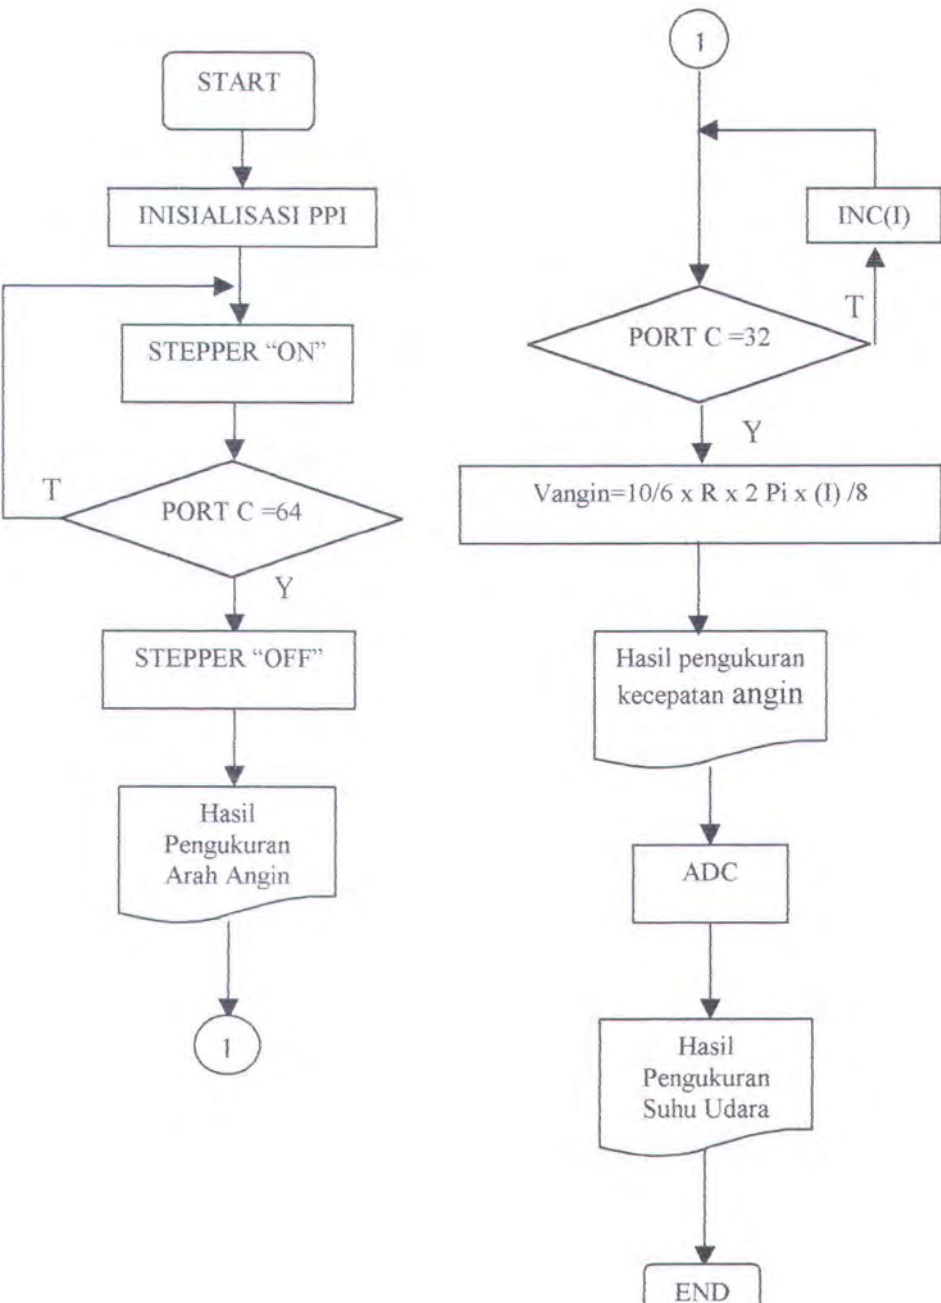 START
INISIALISASI PPI
STEPPER “ON”
T
PORT C =64
Y
STEPPER “OFF”
Hasil
Pengukuran
Arah Angin
1
1
INC(I)
T
PORT C =32
Y
Vangin=10/6 x R x 2 Pi x (I) /8
Hasil pengukuran
kecepatan angin
ADC
Hasil
Pengukuran
Suhu Udara
END